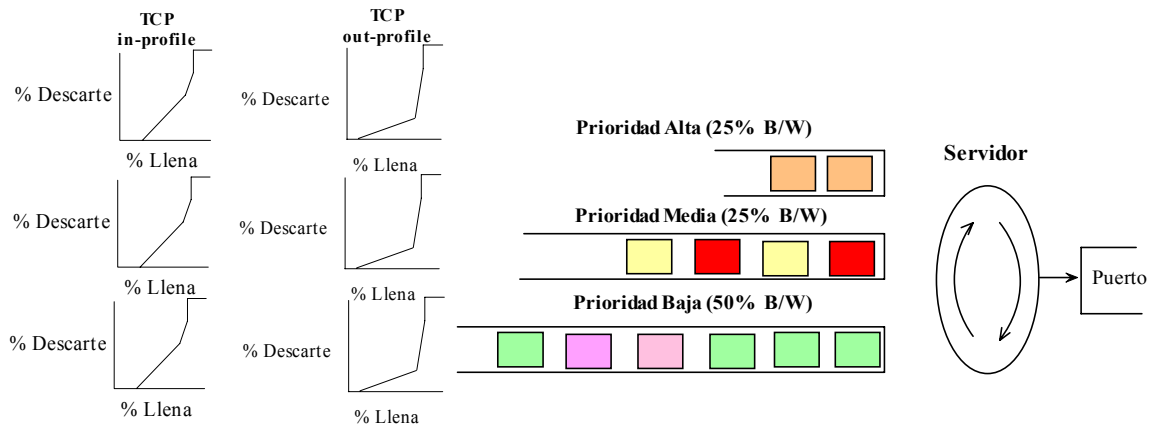 TCP
in-profile
TCP
out-profile
% Descarte
% Descarte
% Llena
% Llena
% Descarte
% Descarte
% Llena
% Llena
% Descarte
% Descarte
% Llena
% Llena
Prioridad Alta (25% B/W)
Prioridad Media (25% B/W)
Prioridad Baja (50% B/W)
Servidor
Puerto